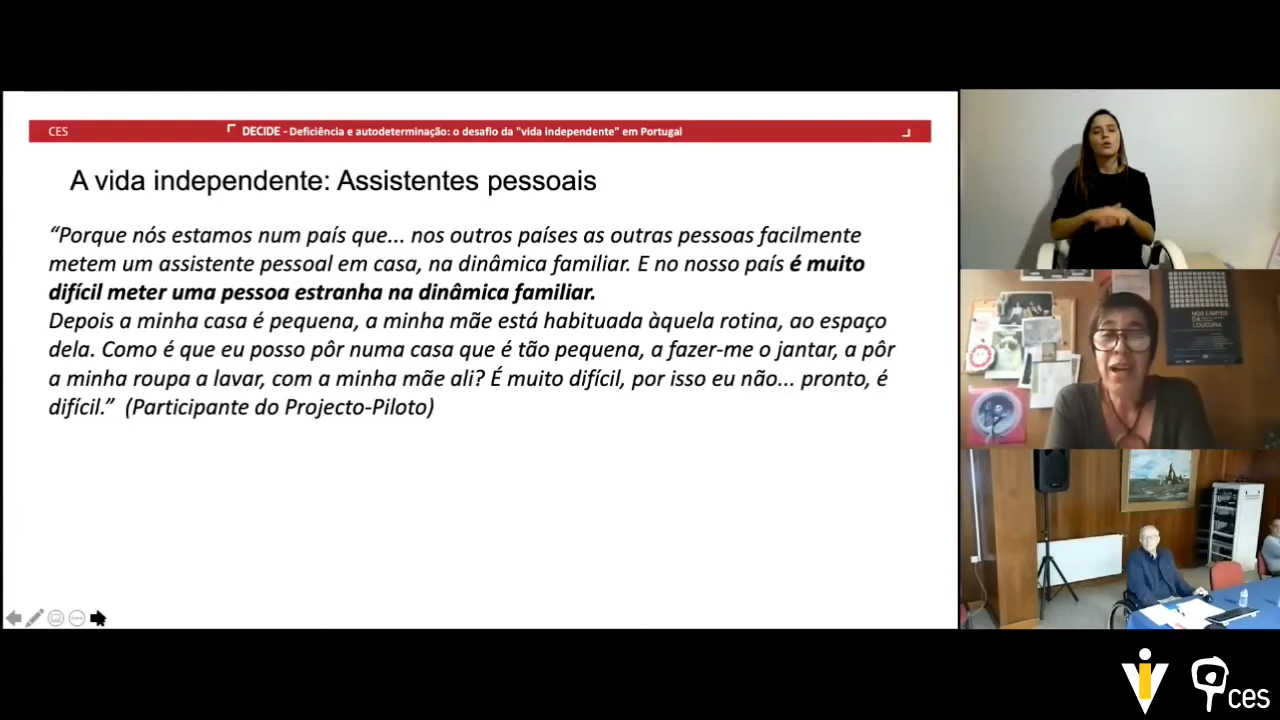 CES
DECIDE - Deficiência e autodeterminação: o desafio da "vida independente" em Portugal
A vida independente: Assistentes pessoais
“Porque nós estamos num país que... nos outros países as outras pessoas facilmente
metem um assistente pessoal em casa, na dinâmica familiar. E no nosso país é muito
difícil meter uma pessoa estranha na dinâmica familiar.
Depois a minha casa é pequena, a minha mãe está habituada àquela rotina, ao espaço
dela. Como é que eu posso pôr numa casa que é tão pequena, a fazer-me o jantar, a pôr
a minha roupa a lavar, com a minha mãe ali? É muito difícil, por isso eu não... pronto, é
difícil.” (Participante do Projecto-Piloto)
NOS LIMITES
DA
LOUCURA
ces